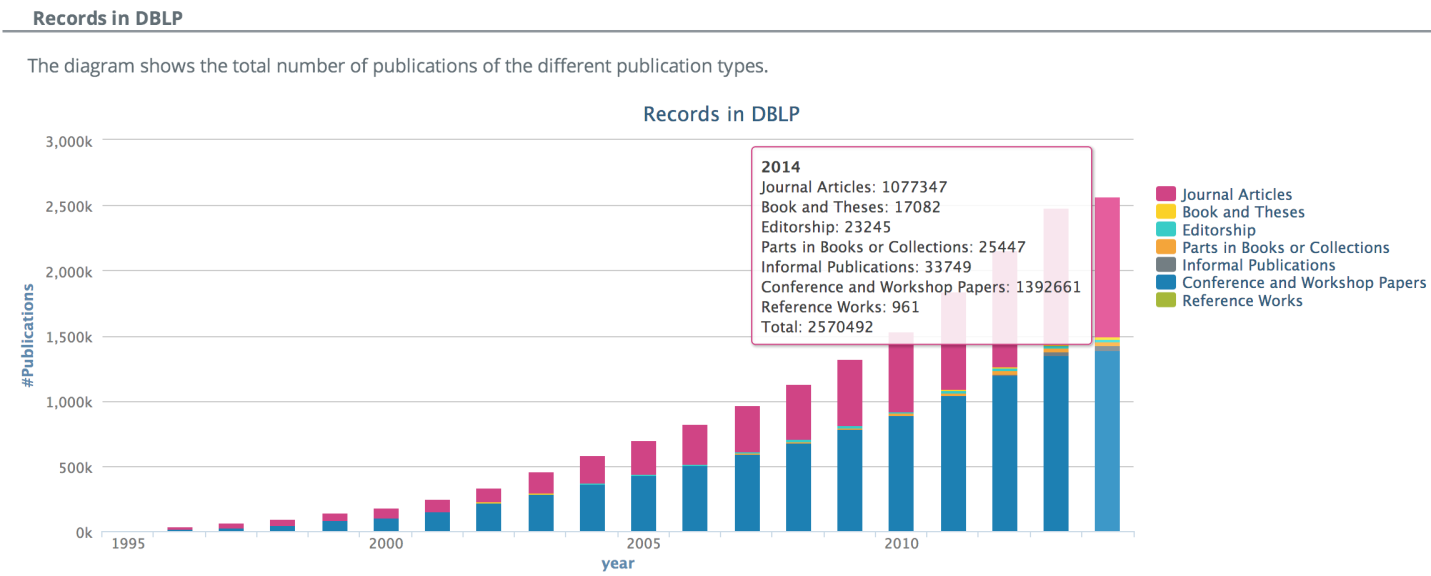 Records in DBLP
The diagram shows the total number of publications of the different publication types.
Records in DBLP
3,000k
2,500k
2,000k
1,500k
1,000k
500k
0k
#Publications
2014
Journal Articles: 1077347
Book and Theses: 17082
Editorship: 23245
Parts in Books or Collections: 25447
Informal Publications: 33749
Conference and Workshop Papers: 1392661
Reference Works: 961
Total: 2570492
Journal Articles
Book and Theses
Editorship
Parts in Books or Collections
Informal Publications
Conference and Workshop Papers
Reference Works
1995 2000 2005 2010
year